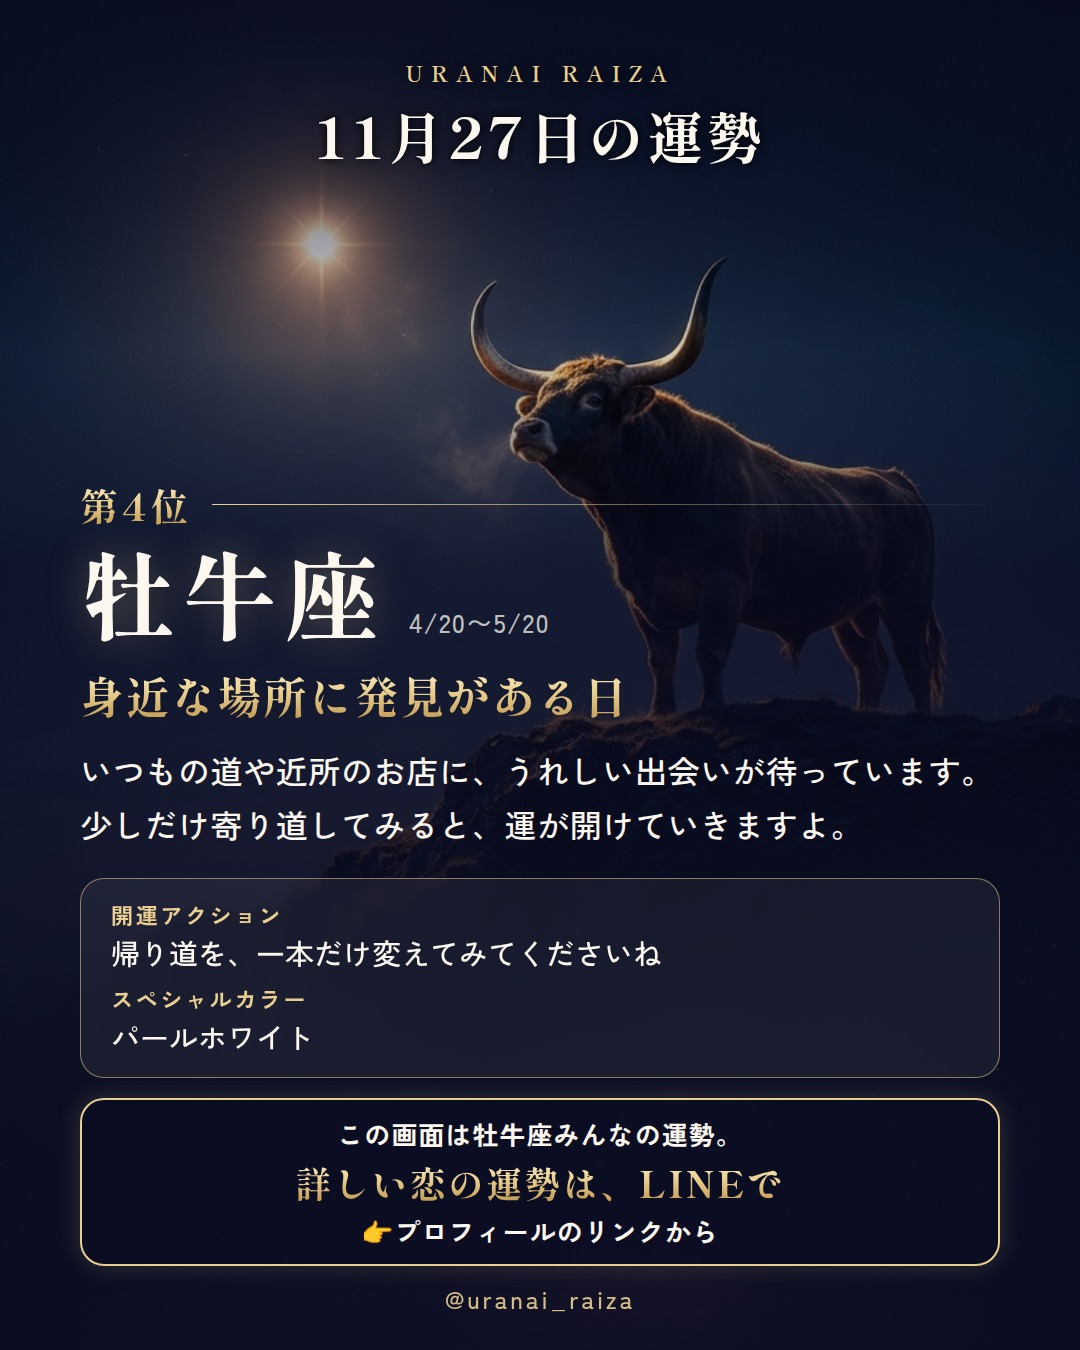 URANAI RAIZA
11月27日の運勢
第4位
牡牛座 4/20〜5/20
身近な場所に発見がある日
いつもの道や近所のお店に、うれしい出会いが待っています。
少しだけ寄り道してみると、運が開けていきますよ。
開運アクション
帰り道を、一本だけ変えてみてくださいね
スペシャルカラー
パールホワイト
この画面は牡牛座みんなの運勢。
詳しい恋の運勢は、LINEで
👉プロフィールのリンクから
@uranai_raiza